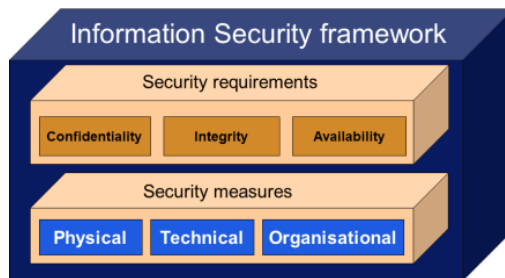 Information Security framework
Security requirements
Confidentiality Integrity Availability
Security measures
Physical Technical Organisational